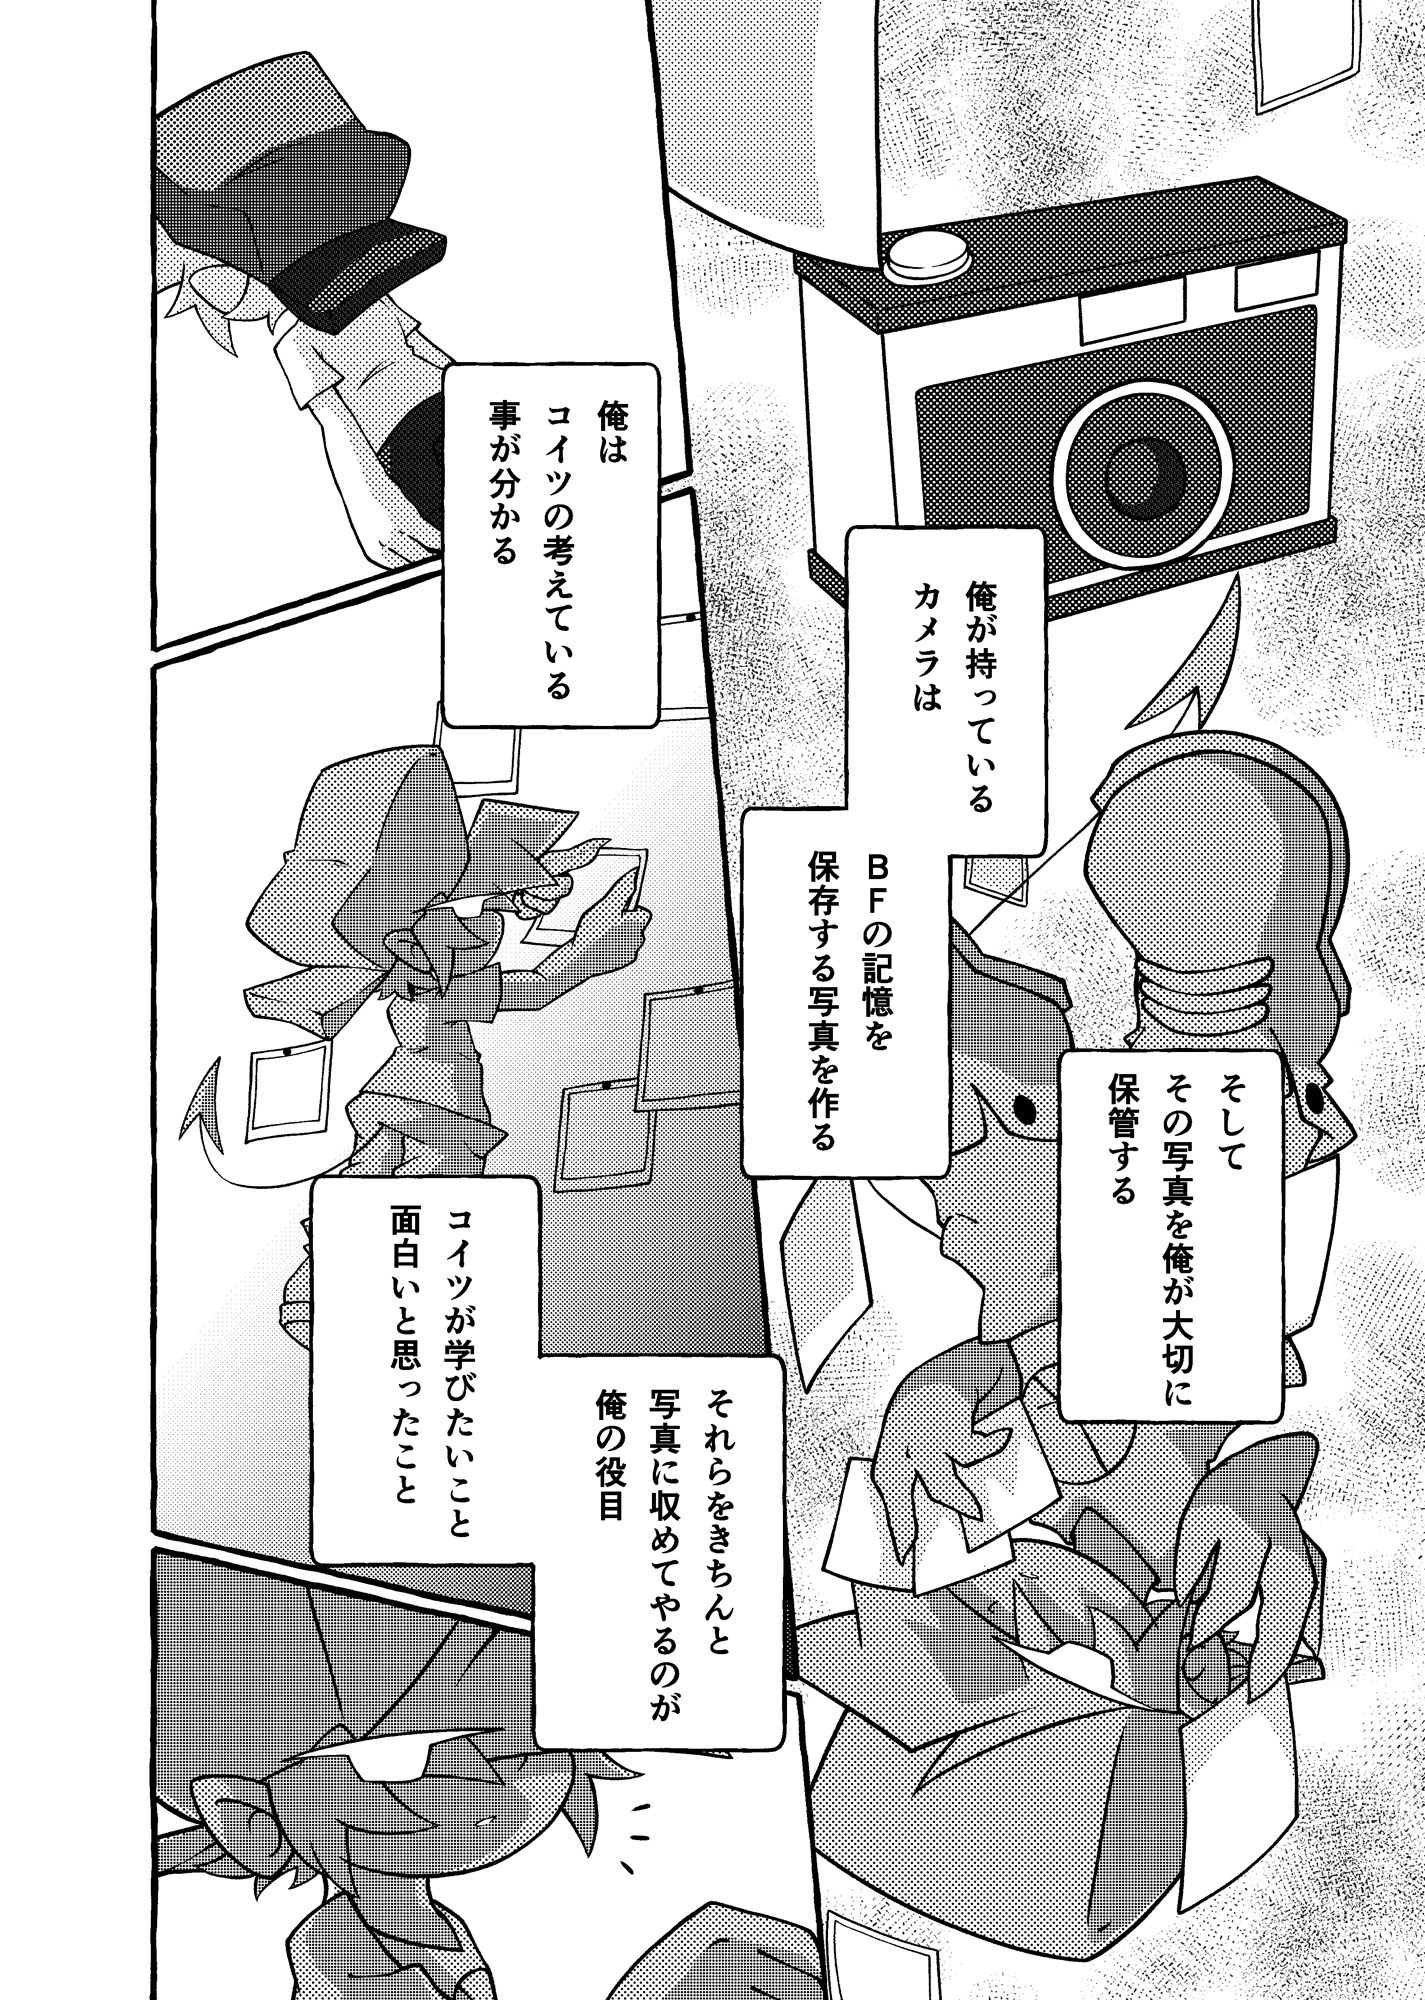 俺が持っている
カメラは
BFの記憶を
保存する写真を作る
そして
その写真を俺が大切に
保管する
俺は
コイツの考えている
事が分かる
コイツが学びたいこと
面白いと思ったこと
それらをきちんと
写真に収めてやるのが
俺の役目